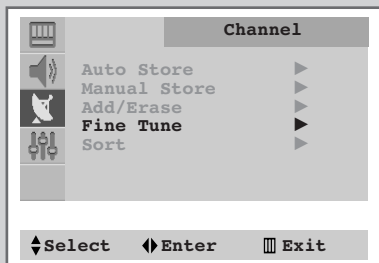 Channel
Auto Store
Manual Store
Add/Erase
Fine Tune
Sort
Select Enter Exit